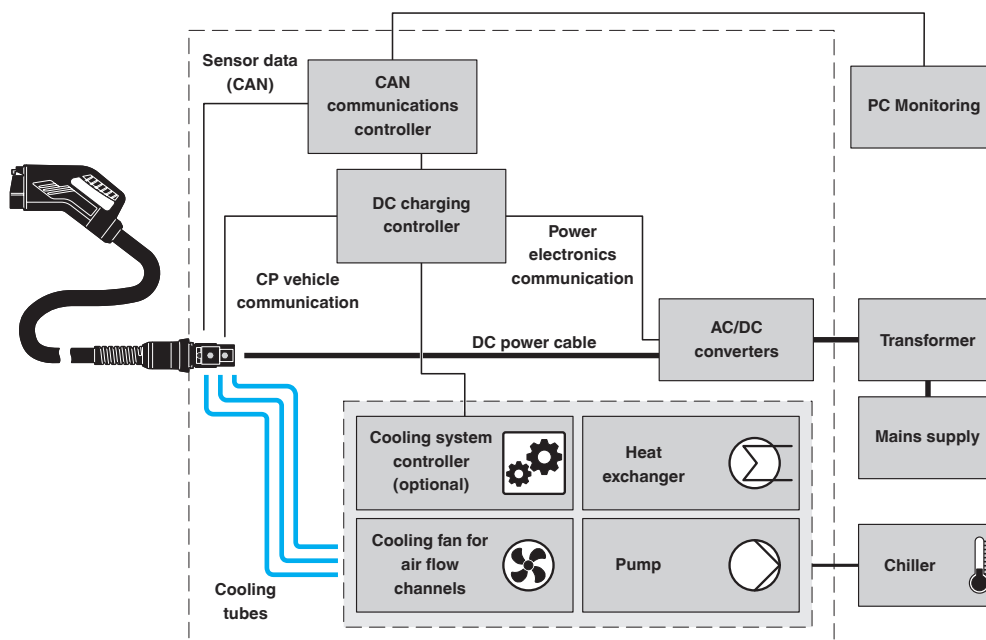 Sensor data
(CAN)
CAN
communications
controller
PC Monitoring
DC charging
controller
Power
electronics
communication
CP vehicle
communication
DC power cable
AC/DC
converters
Transformer
Mains supply
Cooling system
controller
(optional)
Heat
exchanger
Cooling fan for
air flow
channels
Pump
Chiller
Cooling
tubes